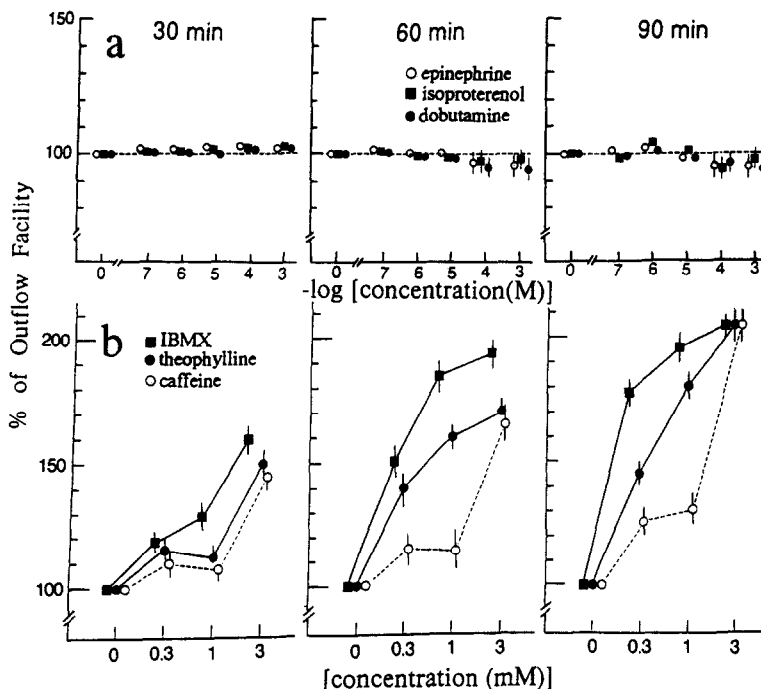 a
30 min
60 min
90 min
150
100
○ epinephrine
■ isoproterenol
● dobutamine
0 7 6 5 4 3
0 7 6 5 4 3
0 7 6 5 4 3
-log [concentration(M)]
% of Outflow Facility
b
■ IBMX
● theophylline
○ caffeine
200
150
100
0 0.3 1 3
0 0.3 1 3
0 0.3 1 3
[concentration (mM)]